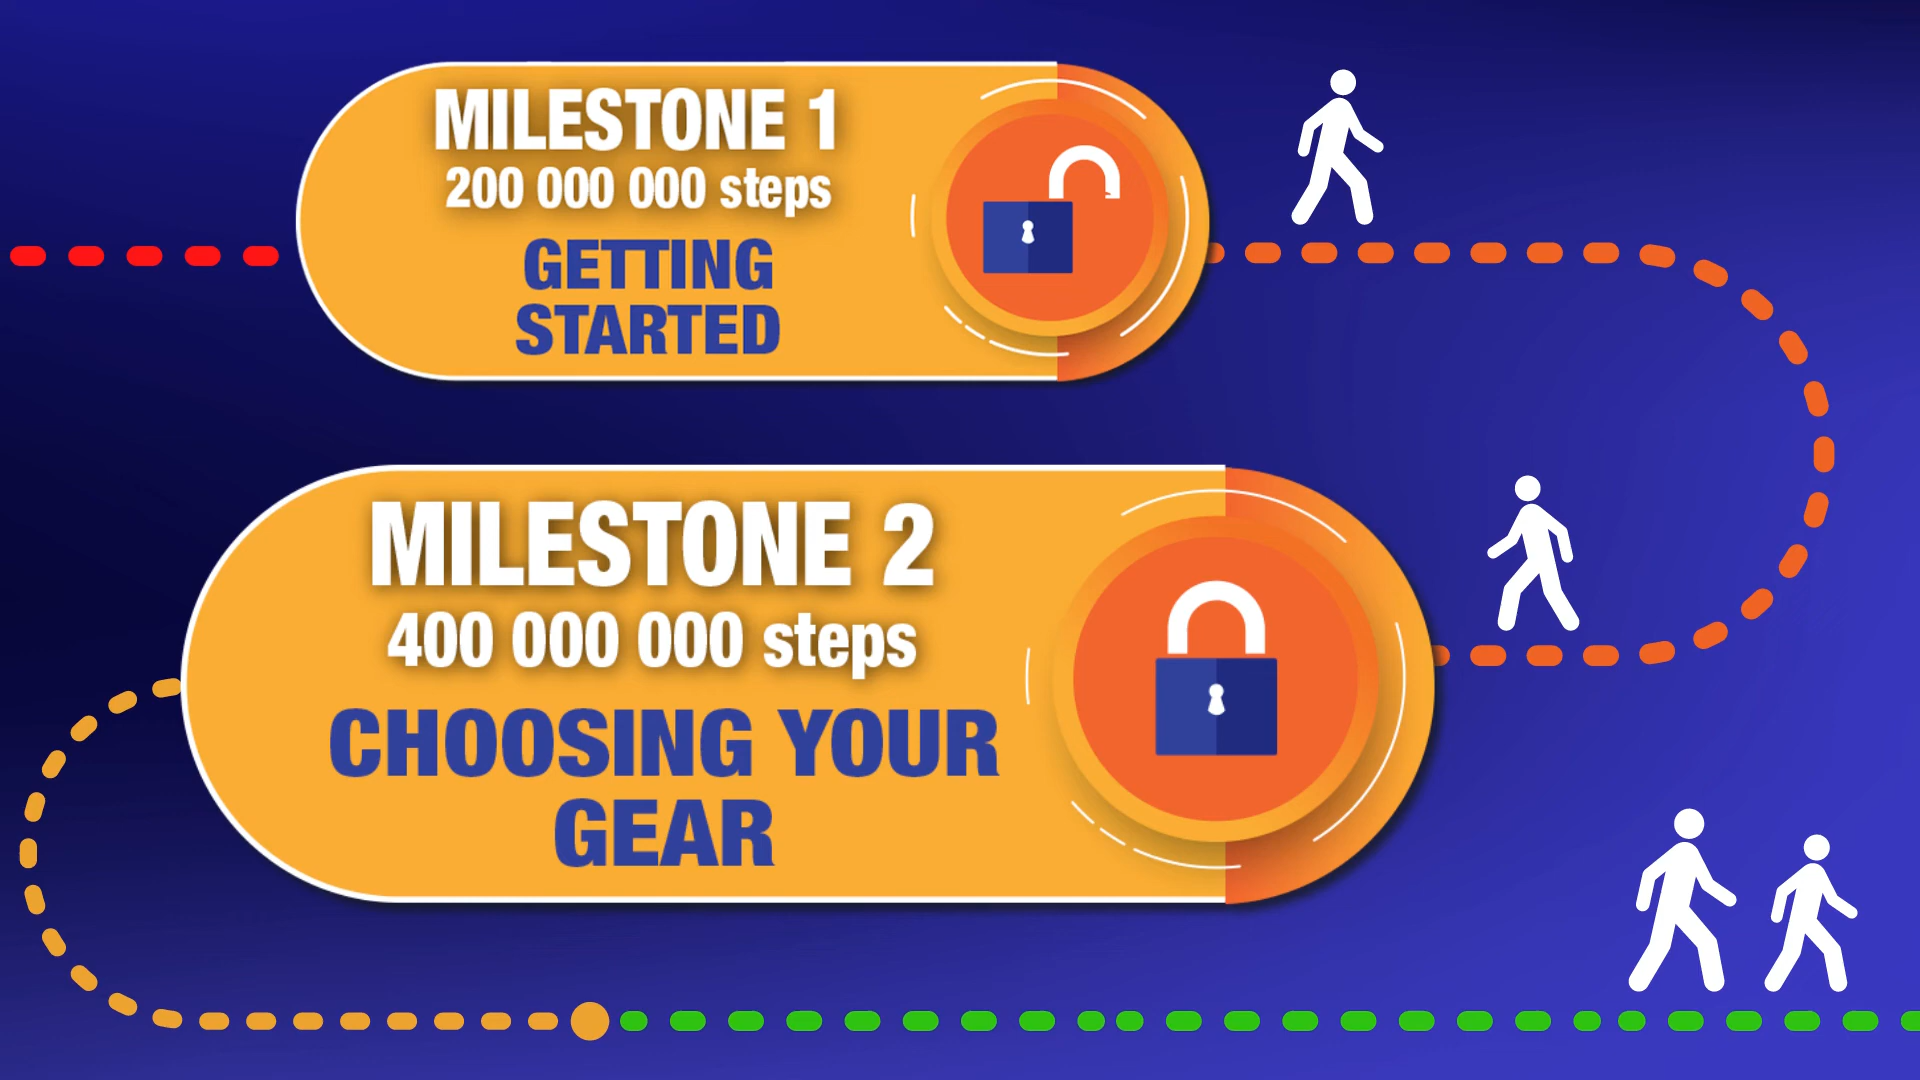 MILESTONE 1
200 000 000 steps
GETTING
STARTED
MILESTONE 2
400 000 000 steps
CHOOSING YOUR
GEAR